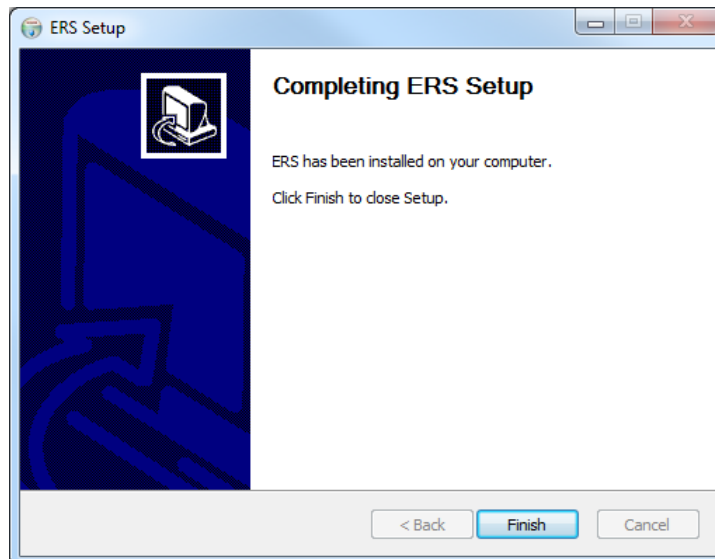 ERS Setup
Completing ERS Setup
ERS has been installed on your computer.
Click Finish to close Setup.
< Back
Finish
Cancel